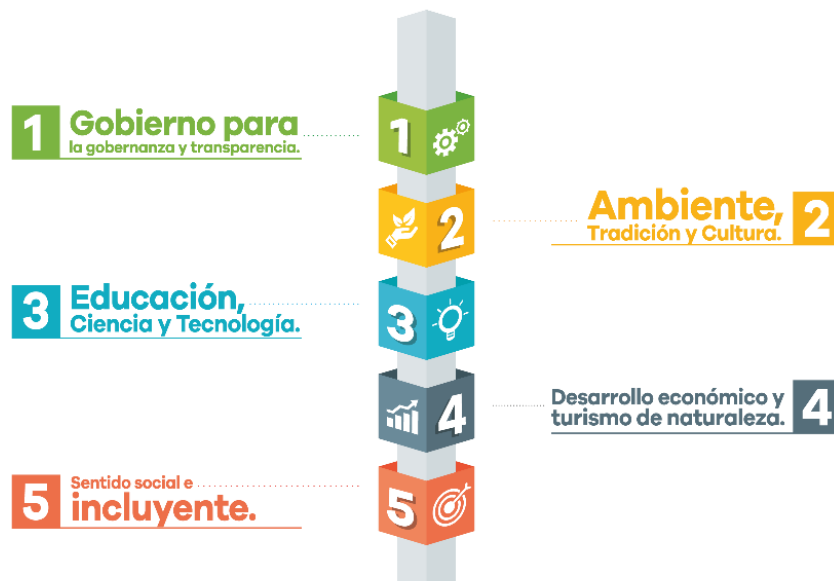 1
Gobierno para
la gobernanza y transparencia.
1
2
Ambiente,
Tradición y Cultura.
2
3
Educación,
Ciencia y Tecnología.
3
4
Desarrollo económico y
turismo de naturaleza.
4
5
Sentido social e
incluyente.
5